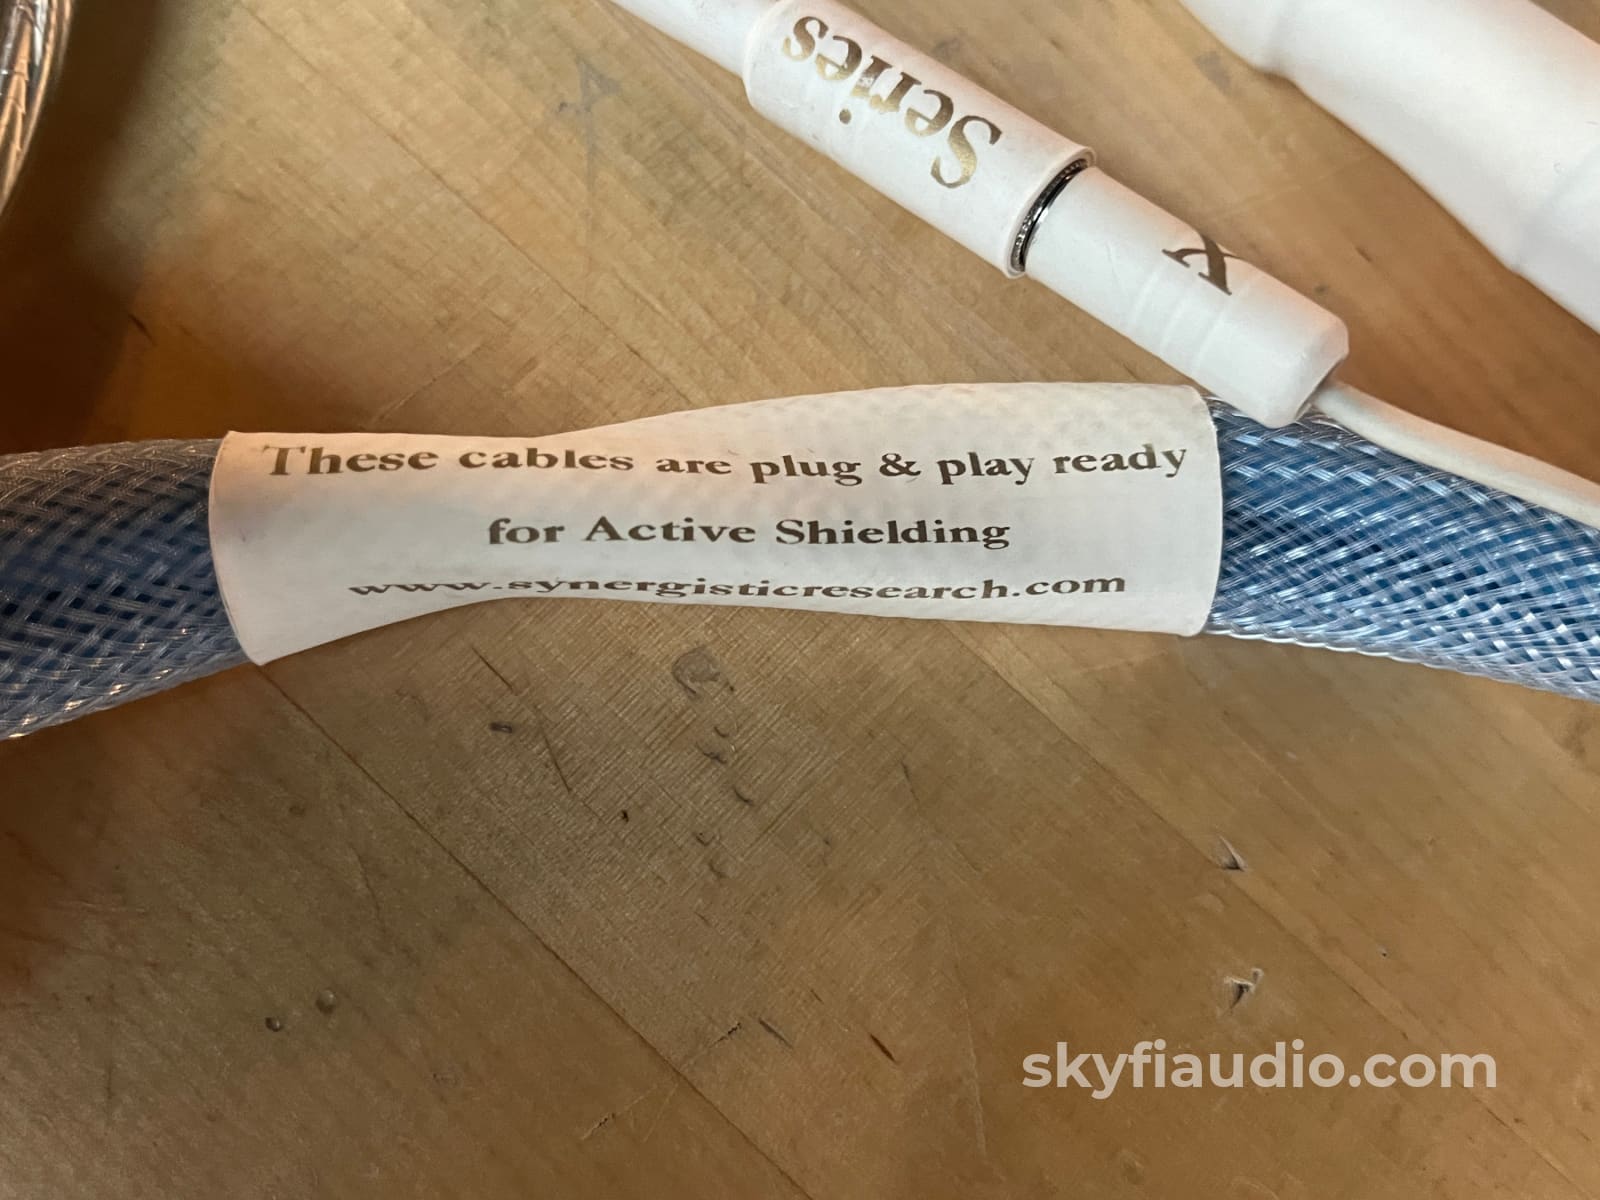 Series
X
These cables are plug & play ready
for Active Shielding
www.synergisticresearch.com
skyfiaudio.com